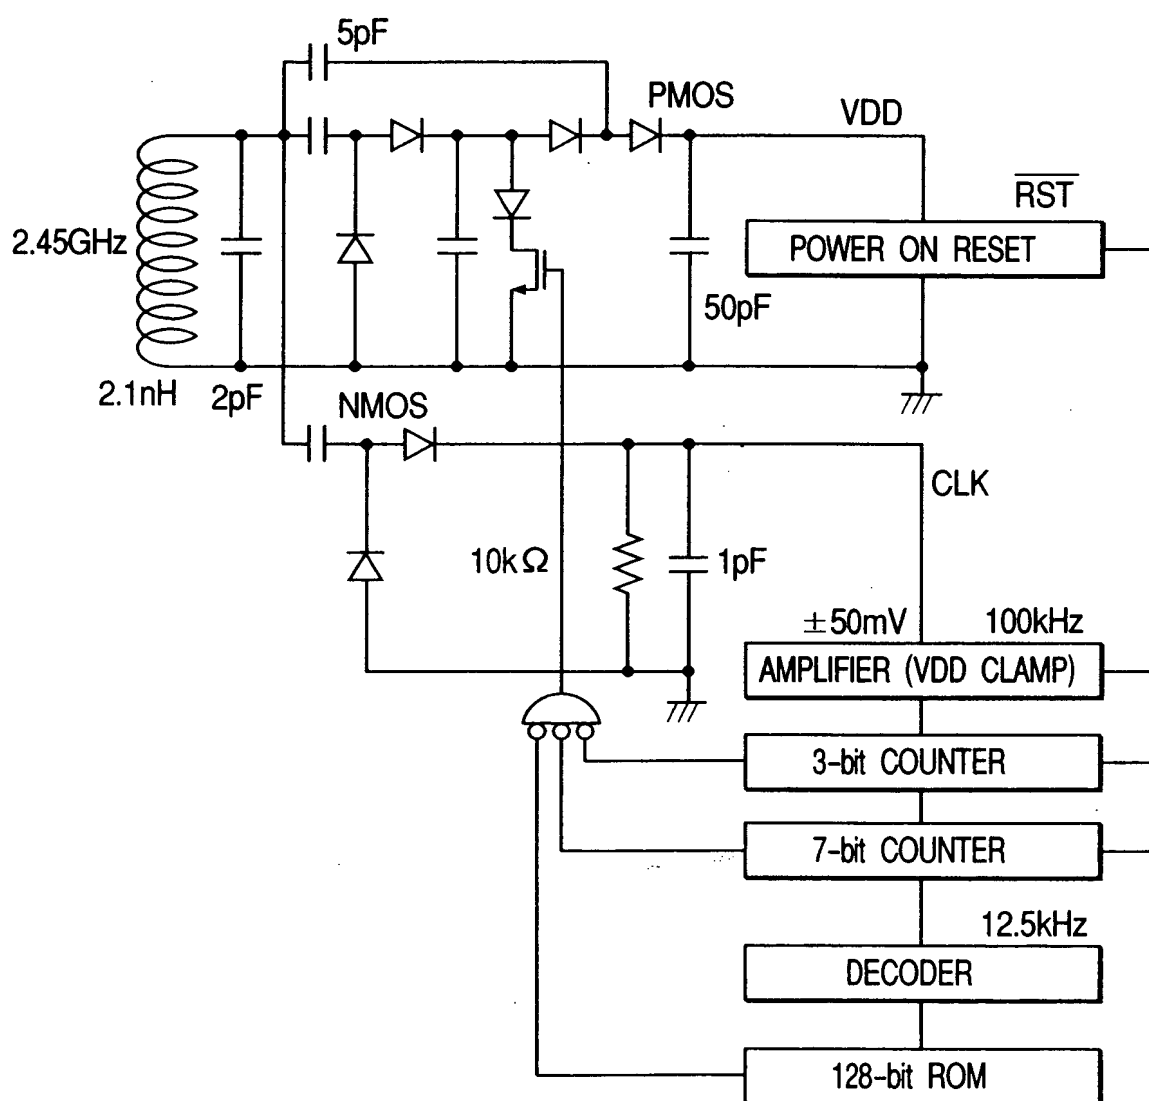 5pF
PMOS
VDD
RST
2.45GHz
POWER ON RESET
50pF
2.1nH
2pF
NMOS
CLK
10kΩ
1pF
±50mV
100kHz
AMPLIFIER (VDD CLAMP)
3-bit COUNTER
7-bit COUNTER
12.5kHz
DECODER
128-bit ROM